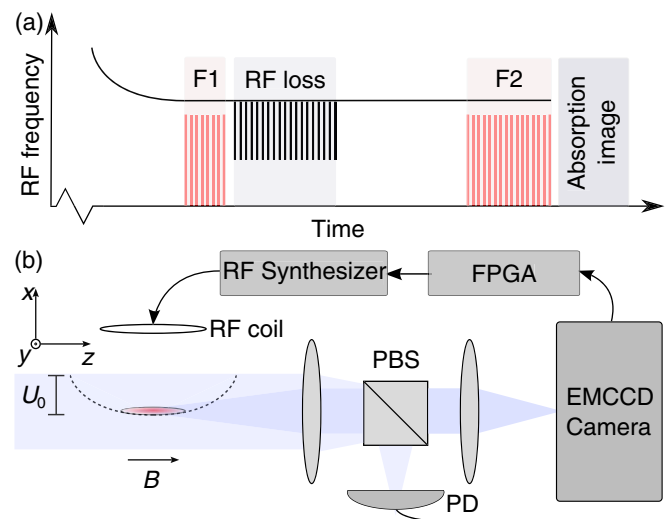 (a)
RF frequency
F1
RF loss
F2
Absorption
image
Time
(b)
x
y
z
RF Synthesizer
FPGA
RF coil
PBS
U0
EMCCD
Camera
B
PD